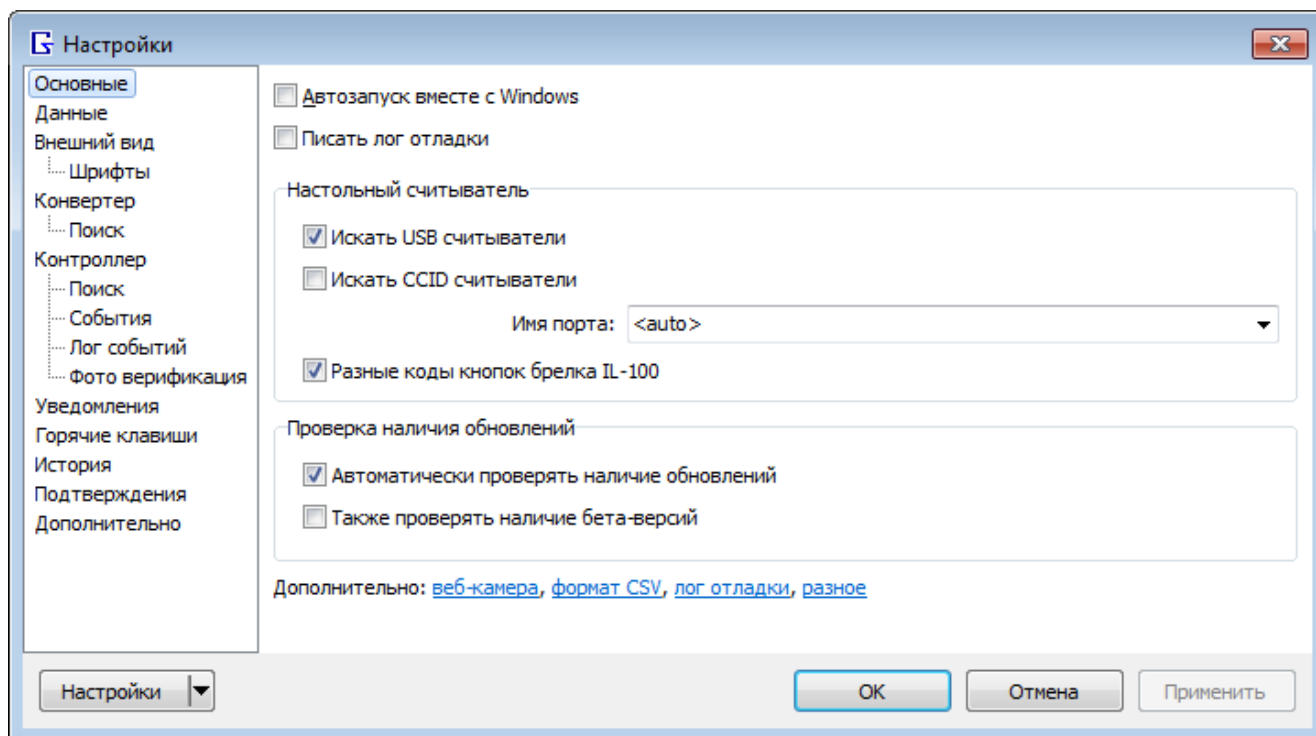 Настройки
Основные
Данные
Внешний вид
Шрифты
Конвертер
Поиск
Контроллер
Поиск
События
Лог событий
Фото верификация
Уведомления
Горячие клавиши
История
Подтверждения
Дополнительно
Автозапуск вместе с Windows
Писать лог отладки
Настольный считыватель
Искать USB считыватели
Искать CCID считыватели
Имя порта: <auto>
Разные коды кнопок брелка IL-100
Проверка наличия обновлений
Автоматически проверять наличие обновлений
Также проверять наличие бета-версий
Дополнительно: веб-камера, формат CSV, лог отладки, разное
Настройки
OK
Отмена
Применить